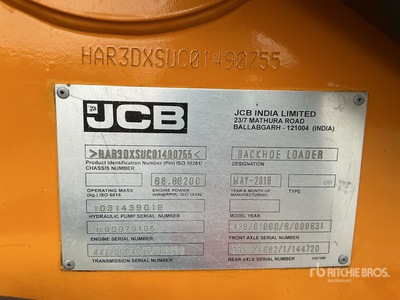 HAR3DXSUC01490755
JCB
JCB INDIA LIMITED
23/7 MATHURA ROAD
BALLABGARH - 121004 (INDIA)
>HAR3DXSUC01490755<
Product Identification Number (Pin) ISO 10261/
CHASSIS NUMBER
BACKHOE LOADER
DESIGNATION
68.6@2200
MAY-2018
OPERATING MASS
(kg.) ISO 6016
ENGINE POWER
(kW@RPM), ISO 14396
YEAR & MONTH OF
MANUFACTURING
TYPE
HYDRAULIC PUMP SERIAL NUMBER
MODEL YEAR
ENGINE SERIAL NUMBER
FRONT AXLE SERIAL NUMBER
TRANSMISSION SERIAL NUMBER
REAR AXLE SERIAL NUMBER
RITCHIE BROS.